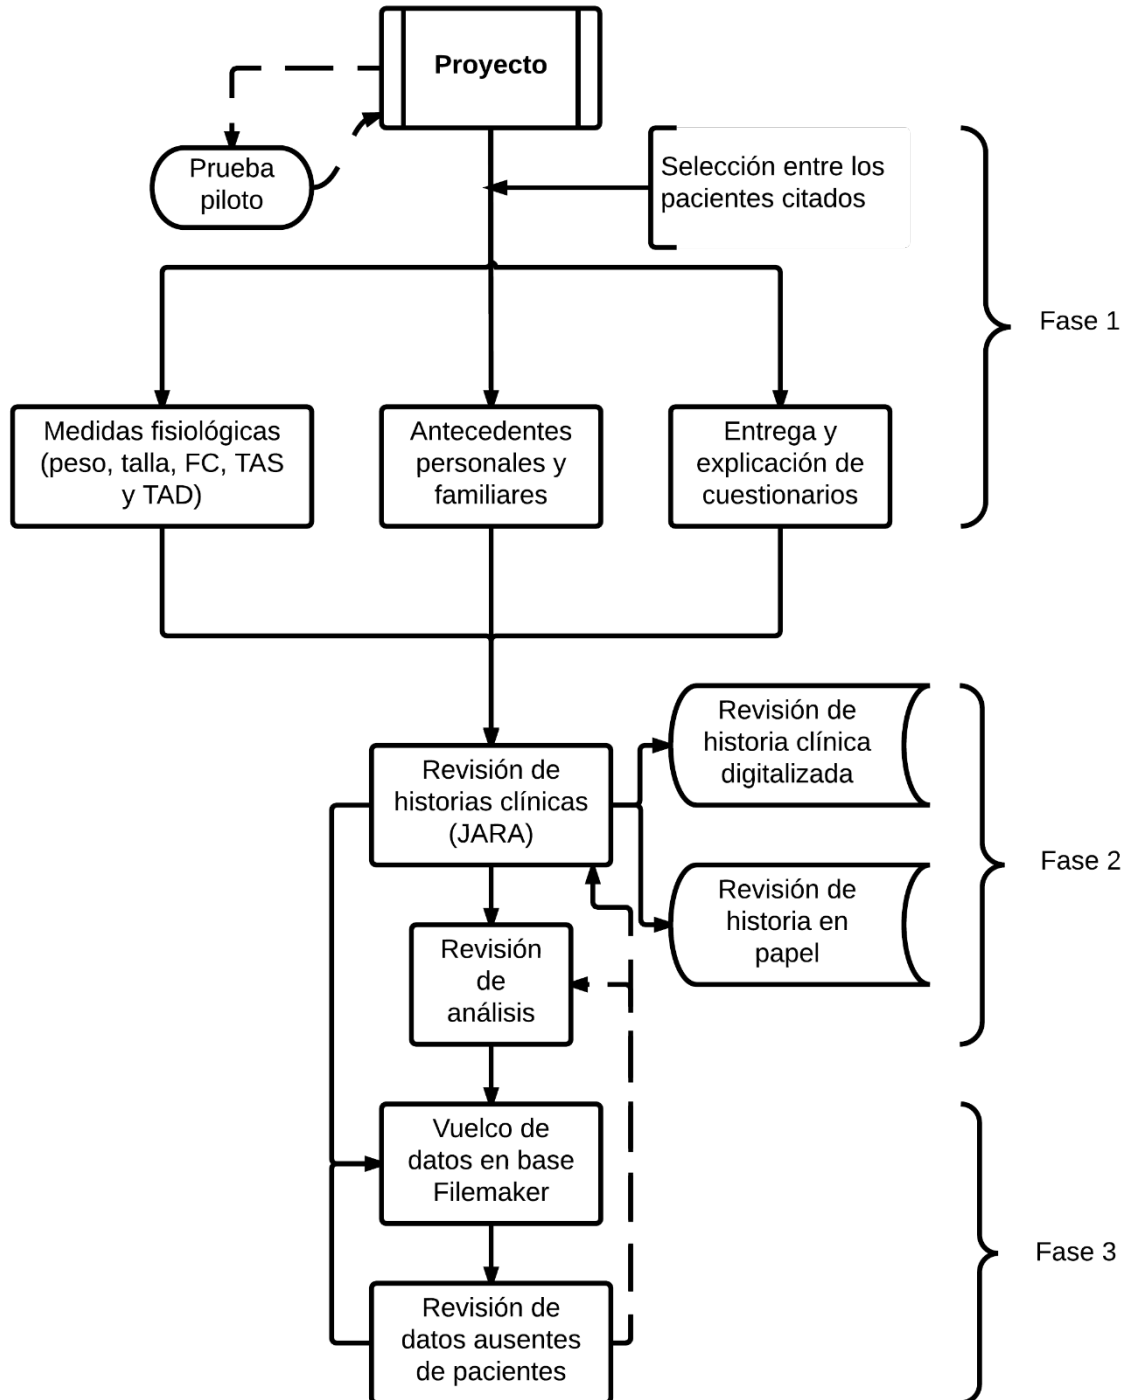 Proyecto
Prueba
piloto
Selección entre los
pacientes citados
Fase 1
Medidas fisiológicas
(peso, talla, FC, TAS
y TAD)
Antecedentes
personales y
familiares
Entrega y
explicación de
cuestionarios
Revisión de
historias clínicas
(JARA)
Revisión de
historia clínica
digitalizada
Fase 2
Revisión de
historia en
papel
Revisión
de
análisis
Vuelco de
datos en base
Filemaker
Fase 3
Revisión de
datos ausentes
de pacientes